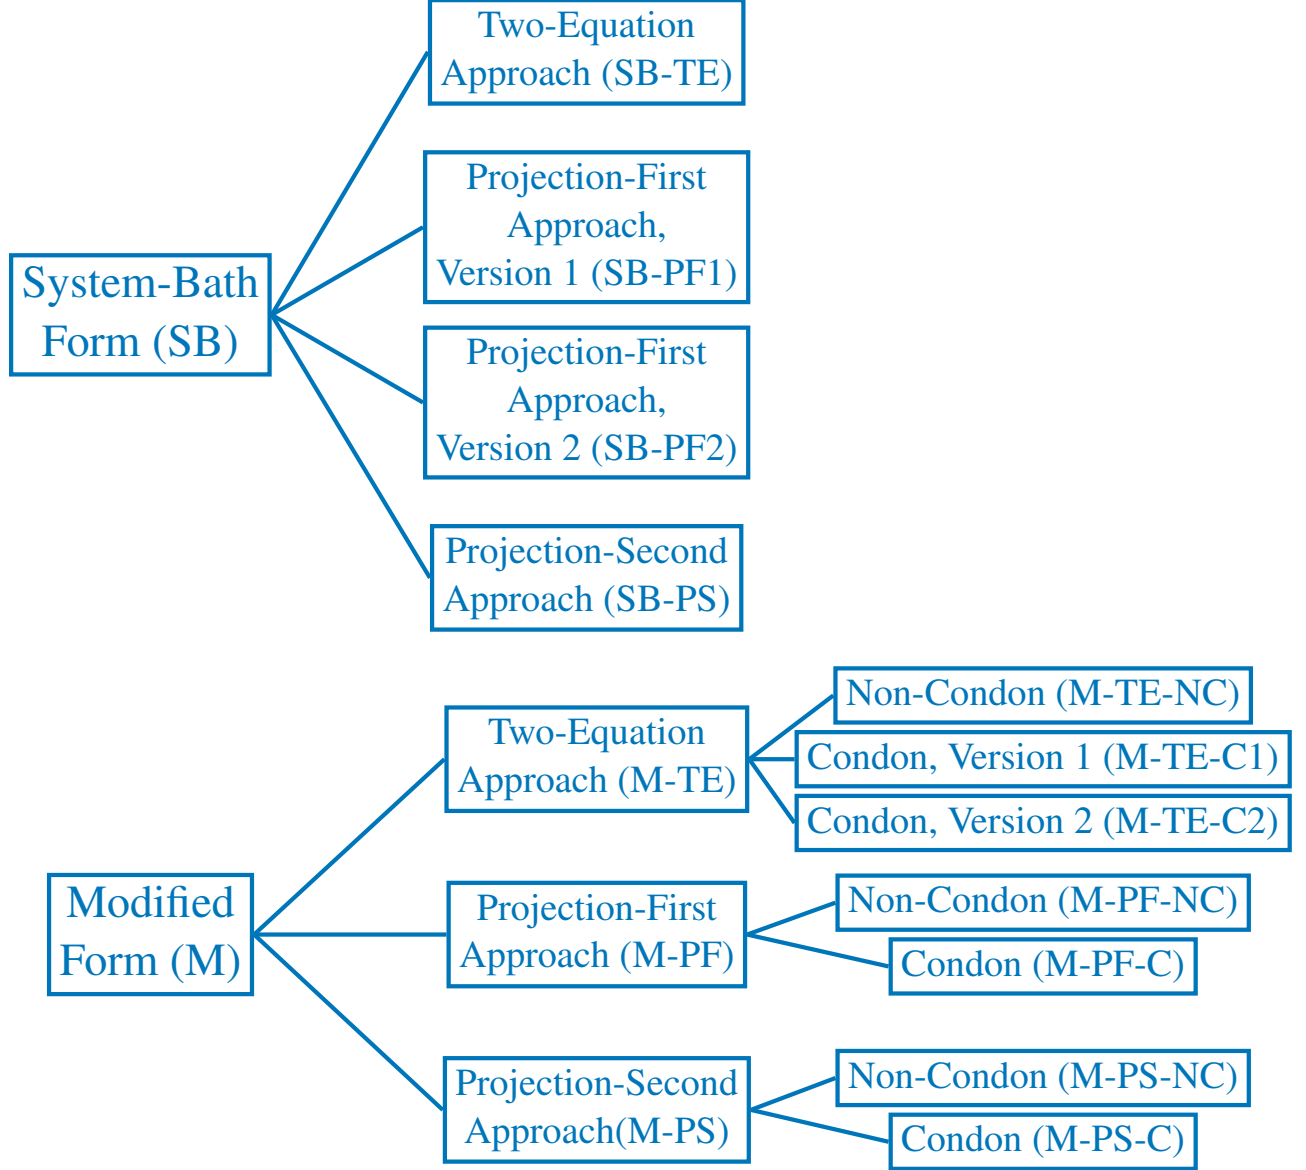 Two-Equation
Approach (SB-TE)
Projection-First
Approach,
Version 1 (SB-PF1)
System-Bath
Form (SB)
Projection-First
Approach,
Version 2 (SB-PF2)
Projection-Second
Approach (SB-PS)
Non-Condon (M-TE-NC)
Two-Equation
Approach (M-TE)
Condon, Version 1 (M-TE-C1)
Condon, Version 2 (M-TE-C2)
Modified
Form (M)
Projection-First
Approach (M-PF)
Non-Condon (M-PF-NC)
Condon (M-PF-C)
Projection-Second
Approach(M-PS)
Non-Condon (M-PS-NC)
Condon (M-PS-C)